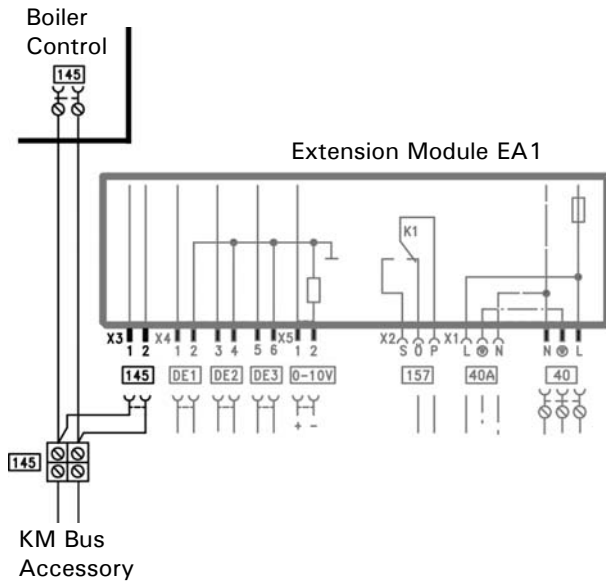 Boiler
Control
145
Extension Module EA1
K1
X3 X4 X5 X2 X1
1 2 1 2 3 4 5 6 1 2 S Ö P L N N L
145 DE1 DE2 DE3 0-10V 157 40A 40
+ -
145
KM Bus
Accessory